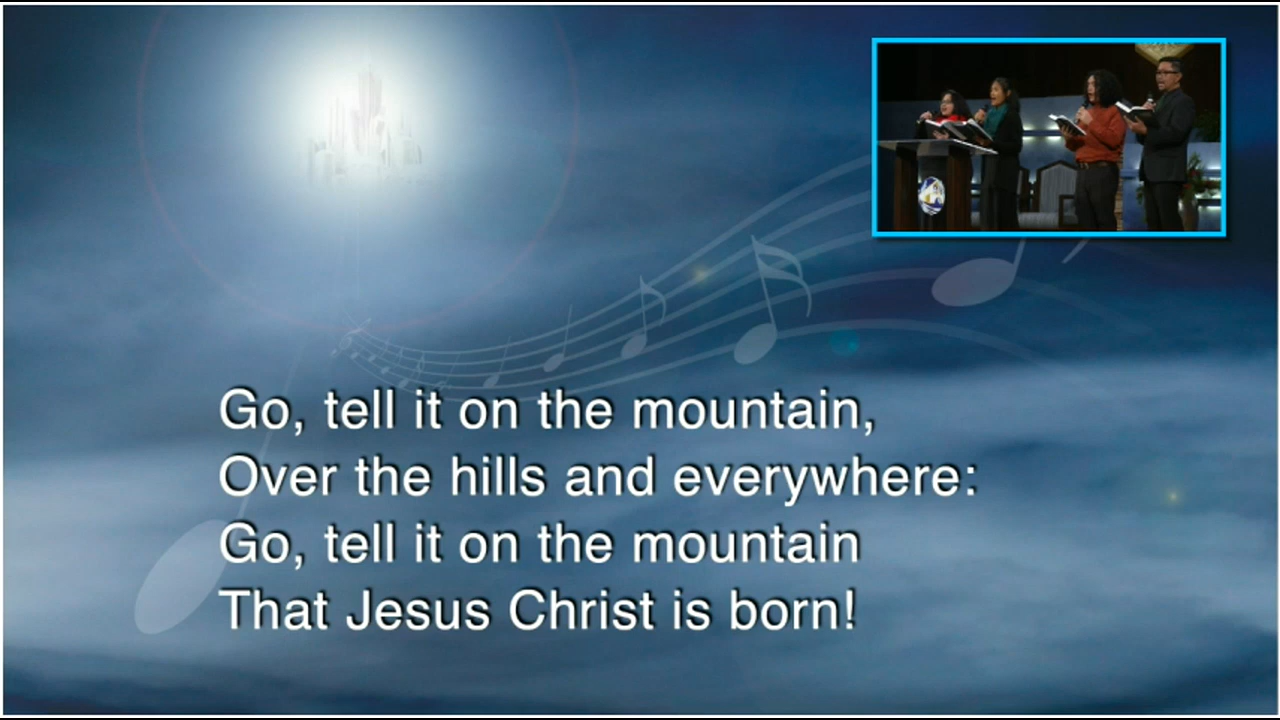 Go, tell it on the mountain,
Over the hills and everywhere:
Go, tell it on the mountain
That Jesus Christ is born!